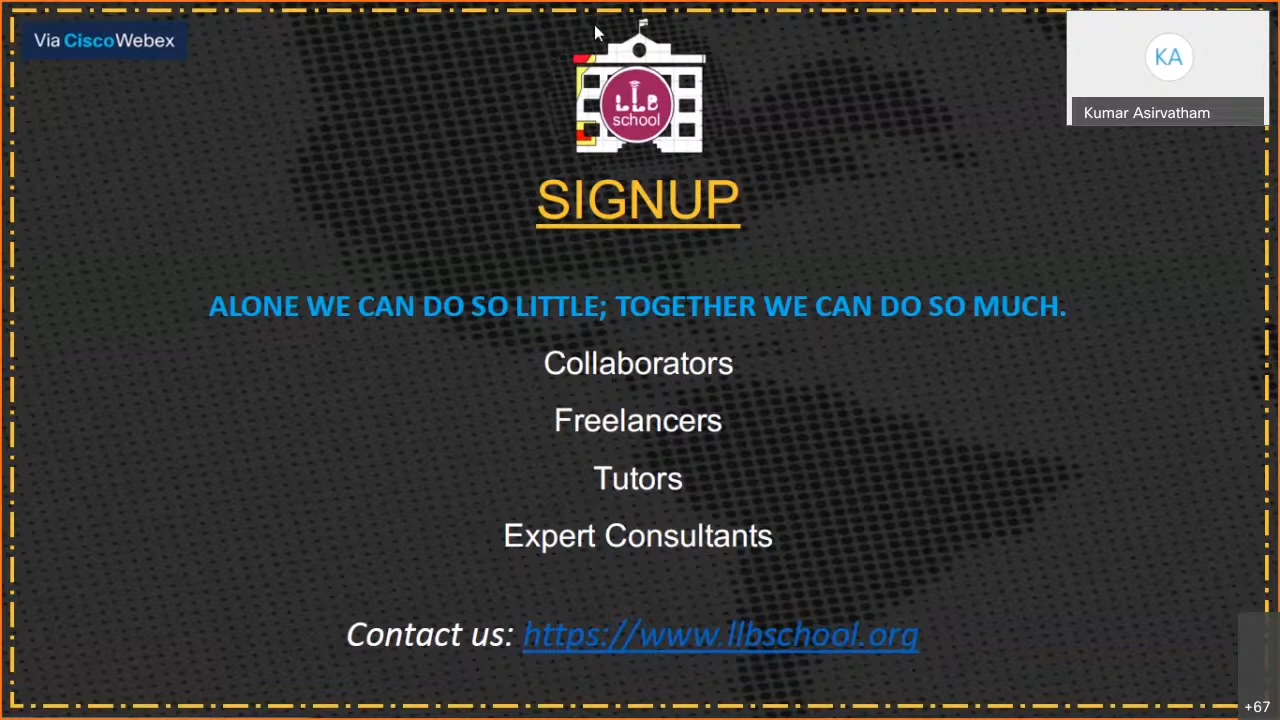 Via CiscoWebex
KA
Kumar Asirvatham
LLB
school
SIGNUP
ALONE WE CAN DO SO LITTLE; TOGETHER WE CAN DO SO MUCH.
Collaborators
Freelancers
Tutors
Expert Consultants
Contact us: https://www.llbschool.org
+67